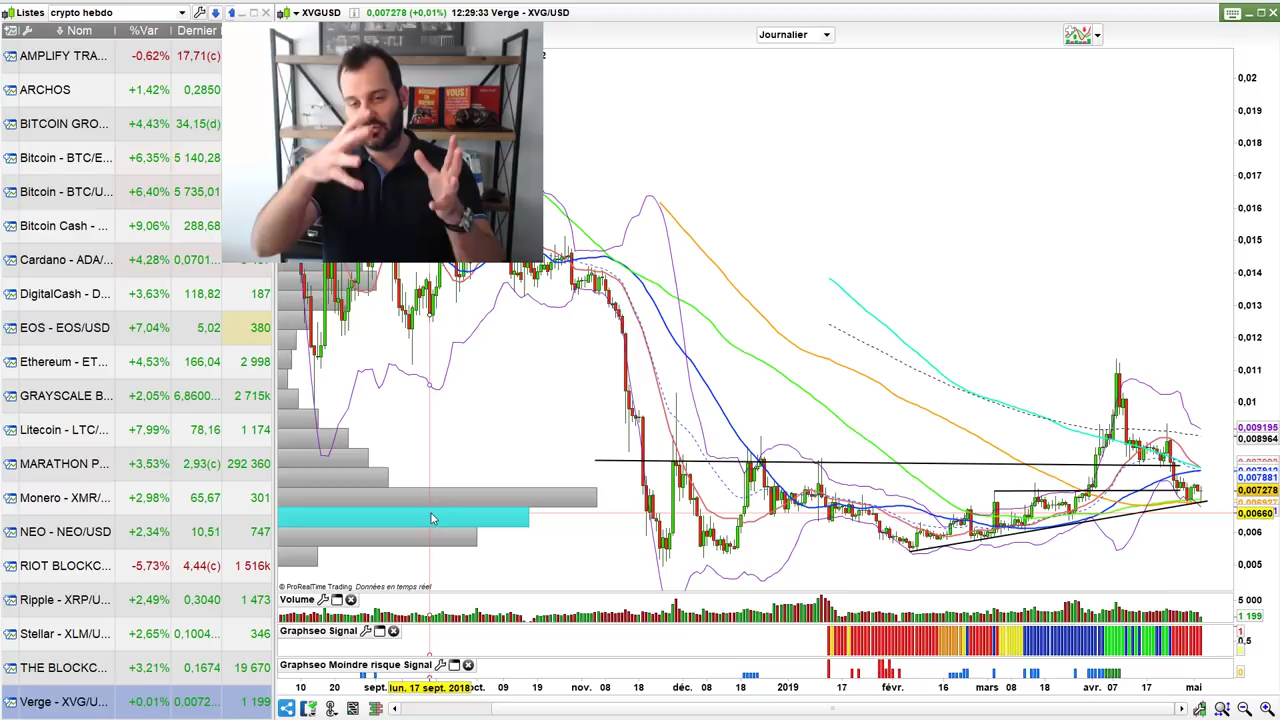 Listes crypto hebdo
XVGUSD 0,007278 (+0,01%) 12:29:33 Verge - XVG/USD
Nom %Var Dernier
Journalier
AMPLIFY TRA... -0,62% 17,71(c)
ARCHOS +1,42% 0,2850
BITCOIN GRO... +4,43% 34,15(d)
Bitcoin - BTC/E... +6,35% 5 140,28
Bitcoin - BTC/U... +6,40% 5 735,01
Bitcoin Cash - ... +9,06% 288,68
Cardano - ADA/... +4,28% 0,0701...
DigitalCash - D... +3,63% 118,82 187
EOS - EOS/USD +7,04% 5,02 380
Ethereum - ET... +4,53% 166,04 2 998
GRAYSCALE B... +2,05% 6,8600... 2 715k
Litecoin - LTC/... +7,99% 78,16 1 174
MARATHON P... +3,53% 2,93(c) 292 360
Monero - XMR/... +2,98% 65,67 301
NEO - NEO/USD +2,34% 10,51 747
RIOT BLOCKC... -5,73% 4,44(c) 1 516k
Ripple - XRP/U... +2,49% 0,3040 1 473
Stellar - XLM/U... +2,65% 0,1004... 346
THE BLOCKC... +3,21% 0,1674 19 670
Verge - XVG/U... +0,01% 0,0072... 1 199
VOUS!
0,02
0,019
0,018
0,017
0,016
0,015
0,014
0,013
0,012
0,011
0,01
0,009195
0,008964
0,007881
0,007278
0,00660
0,006
0,005
© ProRealTime Trading Données en temps réel
Volume
5 000
1 199
Graphseo Signal
1
0,5
Graphseo Moindre risque Signal
0
10 20 sept. lun. 17 sept. 2018 oct. 09 19 nov. 08 18 déc. 08 18 2019 17 févr. 16 mars 08 18 avr. 07 17 mai